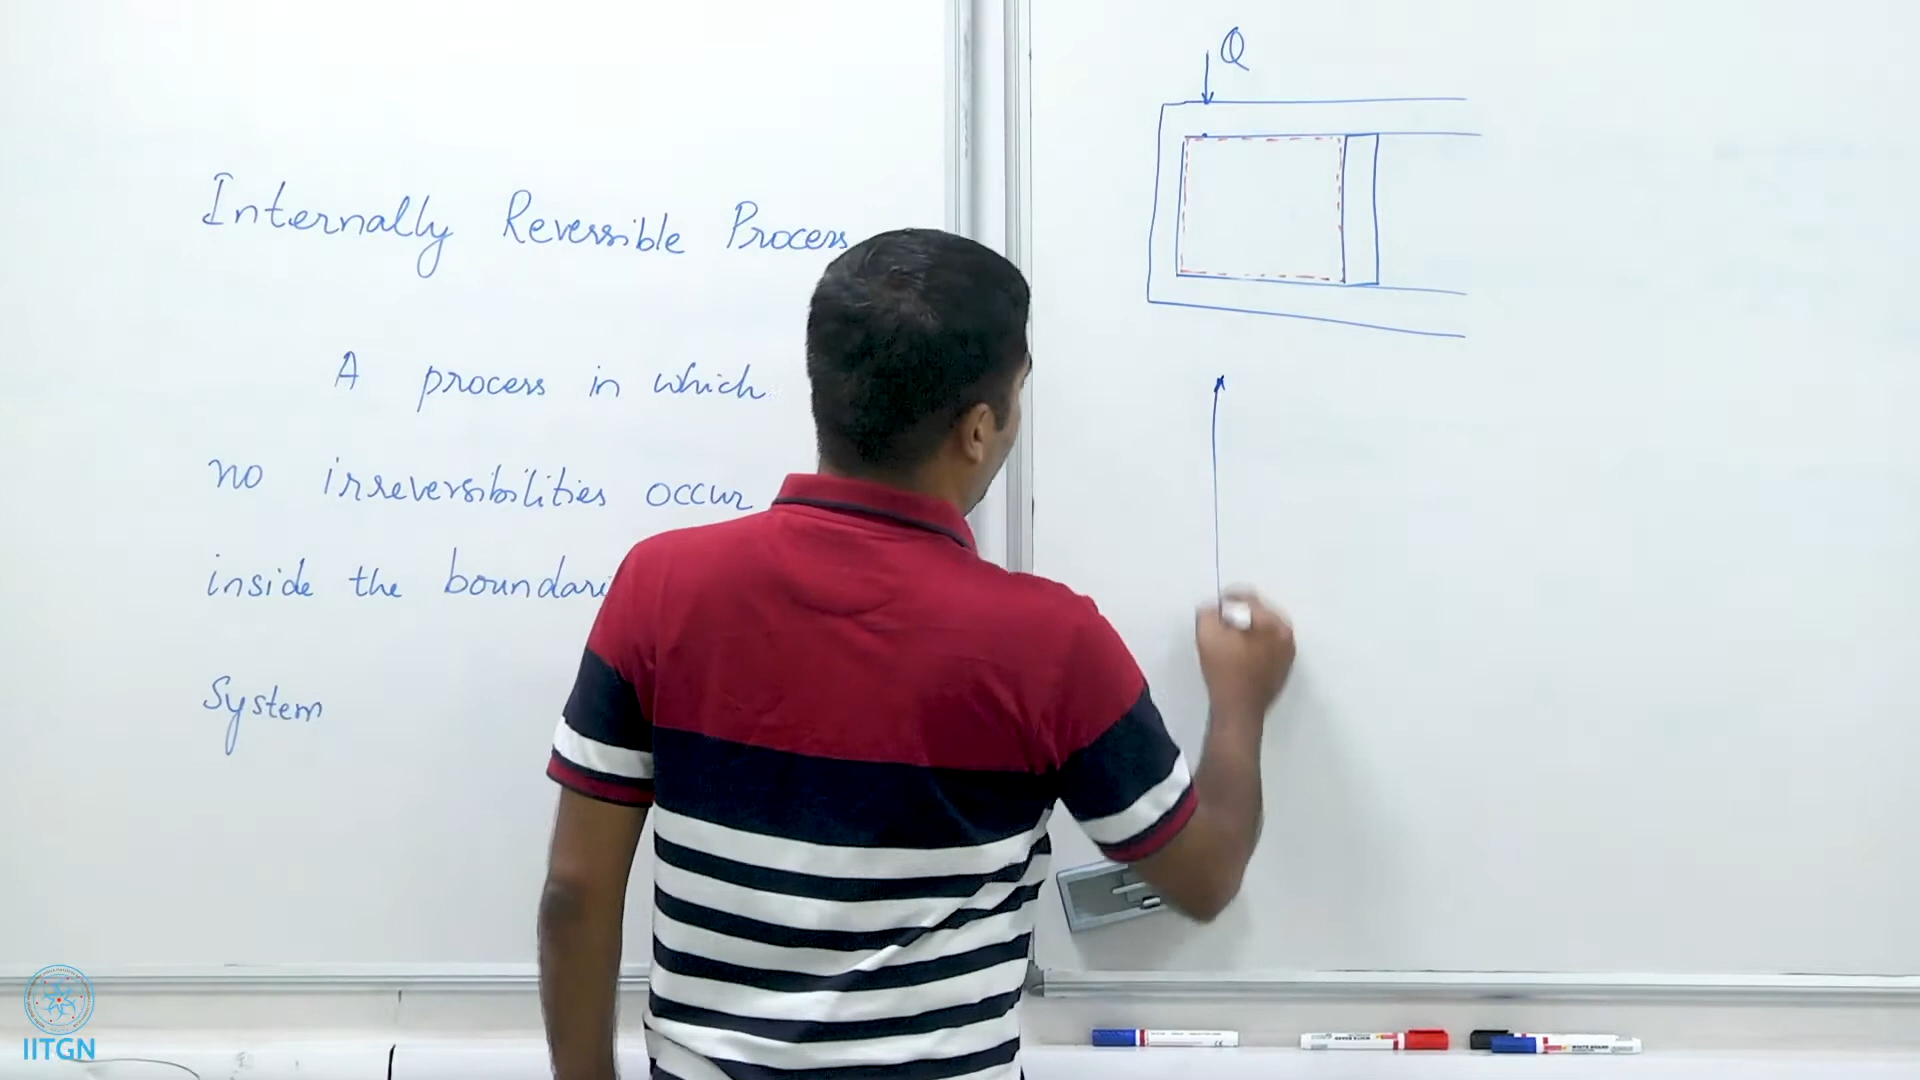 Internally Reversible Process
A process in which
no irreversibilities occur
inside the boundari
System
Q
IITGN